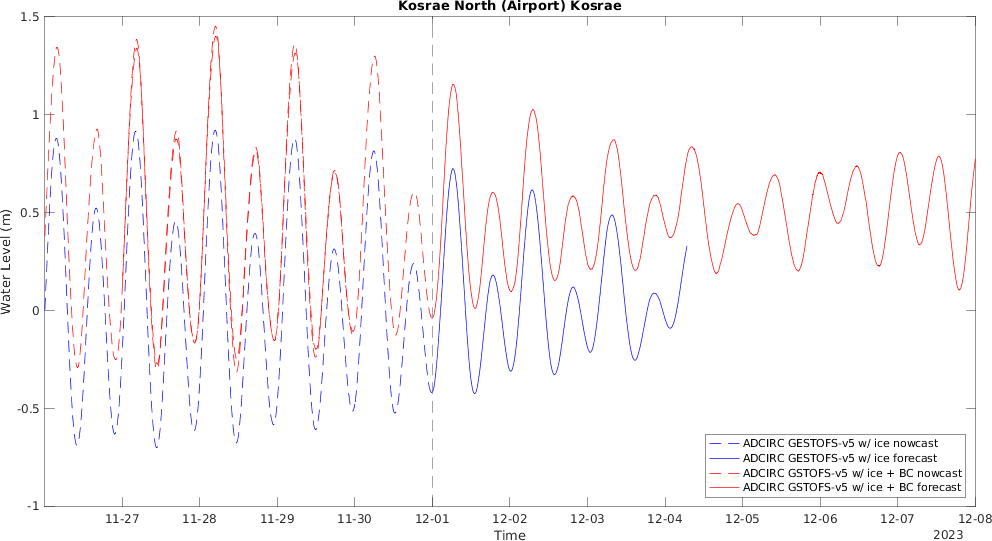 Kosrae North (Airport) Kosrae
1.5
1
0.5
0
-0.5
-1
Water Level (m)
11-27 11-28 11-29 11-30 12-01 12-02 12-03 12-04 12-05 12-06 12-07 12-08
Time
2023
ADCIRC GESTOFS-v5 w/ ice nowcast
ADCIRC GESTOFS-v5 w/ ice forecast
ADCIRC GSTOFS-v5 w/ ice + BC nowcast
ADCIRC GSTOFS-v5 w/ ice + BC forecast